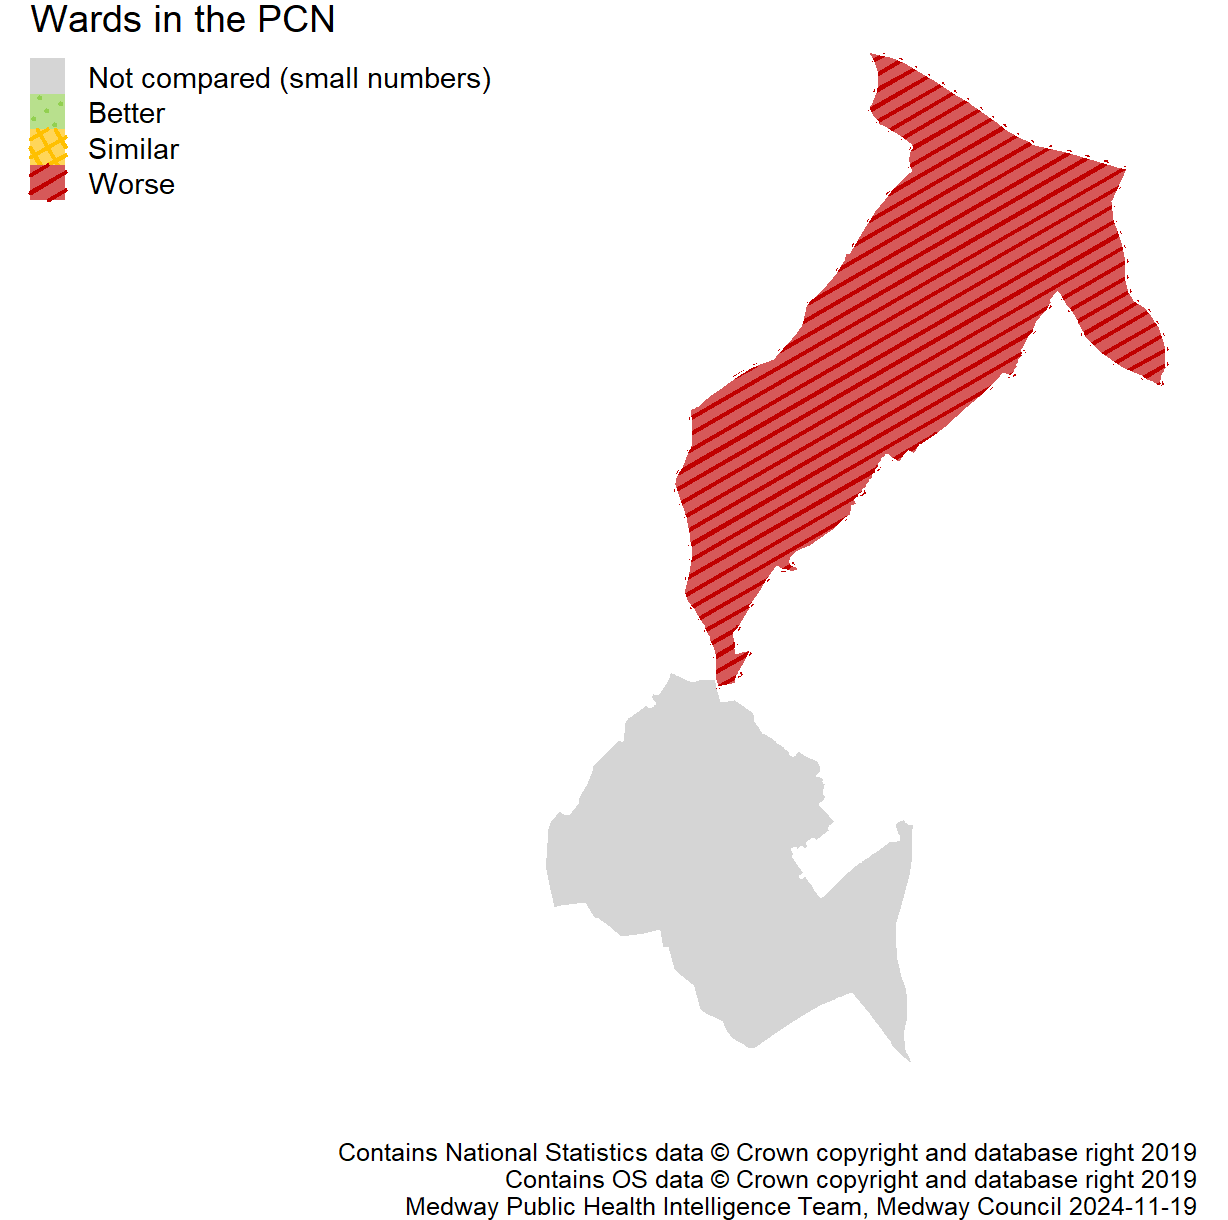 Wards in the PCN
Not compared (small numbers)
Better
Similar
Worse
Contains National Statistics data © Crown copyright and database right 2019
Contains OS data © Crown copyright and database right 2019
Medway Public Health Intelligence Team, Medway Council 2024-11-19